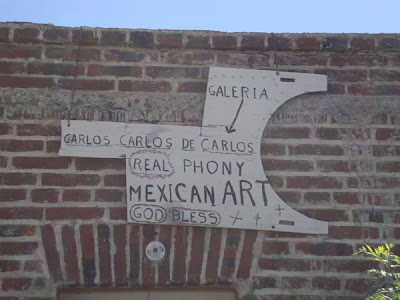 GALERIA
CARLOS CARLOS DE CARLOS
REAL PHONY
MEXICAN ART
GOD BLESS